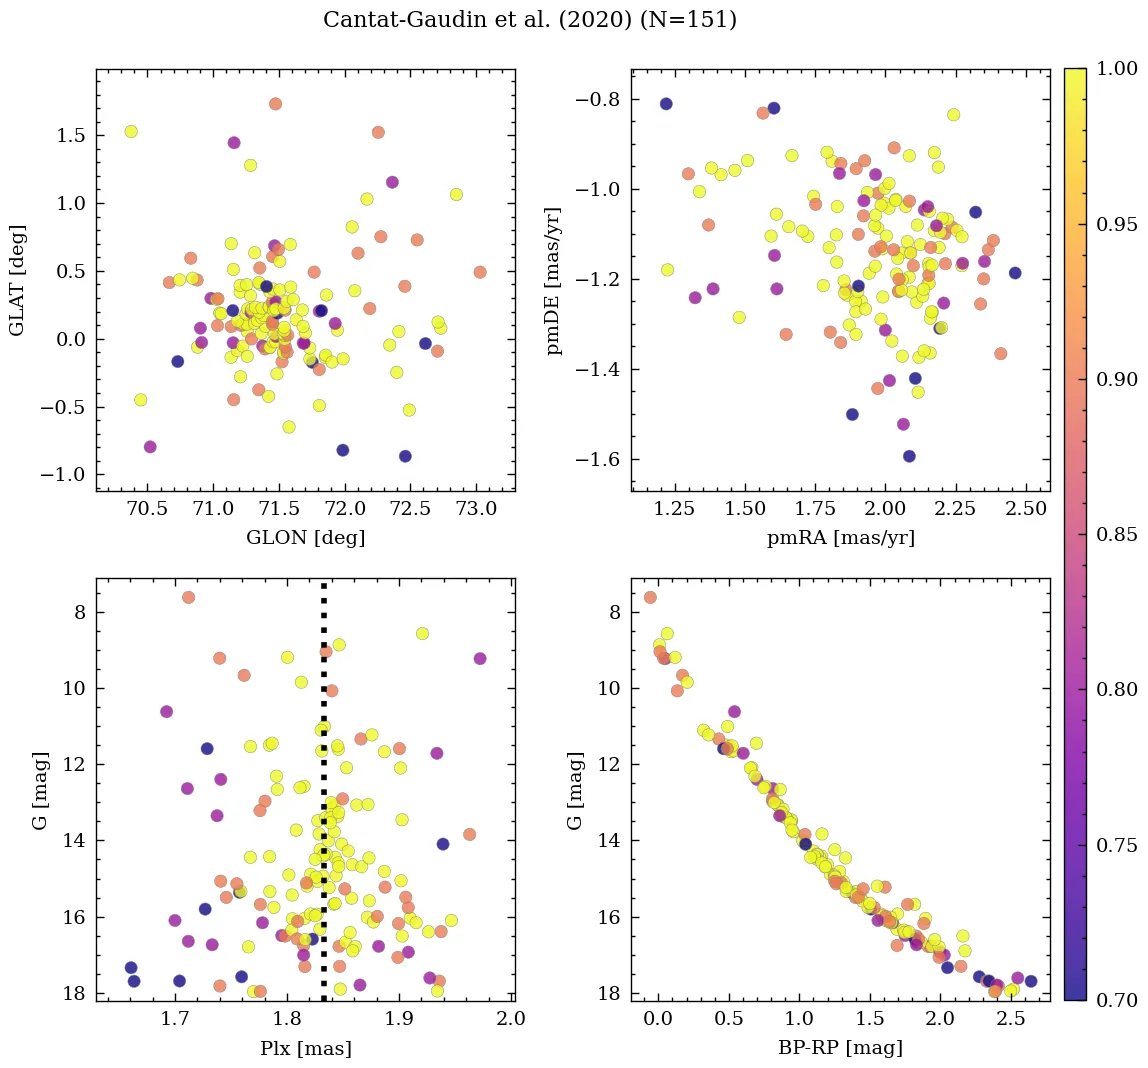 Cantat-Gaudin et al. (2020) (N=151)
1.5
1.0
0.5
0.0
−0.5
−1.0
GLAT [deg]
70.5 71.0 71.5 72.0 72.5 73.0
GLON [deg]
−0.8
−1.0
−1.2
−1.4
−1.6
pmDE [mas/yr]
1.25 1.50 1.75 2.00 2.25 2.50
pmRA [mas/yr]
8
10
12
14
16
18
G [mag]
1.7 1.8 1.9 2.0
Plx [mas]
8
10
12
14
16
18
G [mag]
0.0 0.5 1.0 1.5 2.0 2.5
BP-RP [mag]
1.00
0.95
0.90
0.85
0.80
0.75
0.70